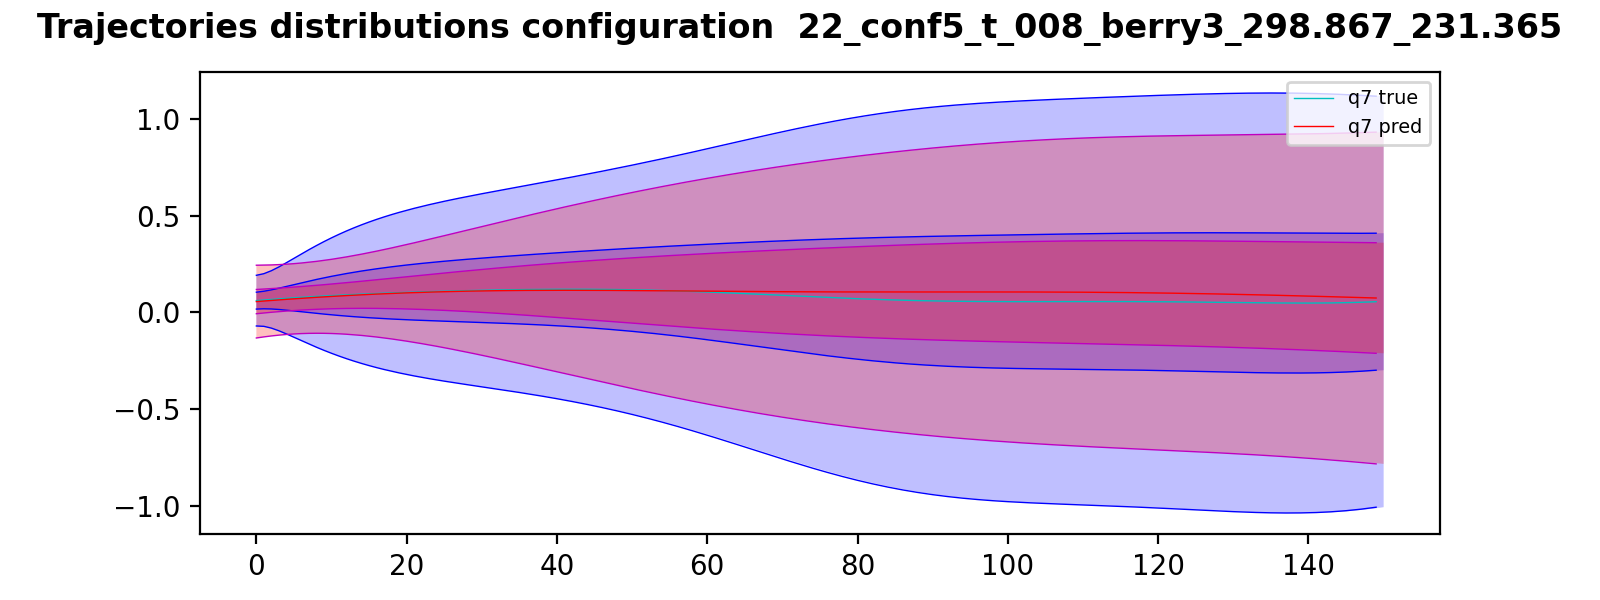 Trajectories distributions configuration  22_conf5_t_008_berry3_298.867_231.365
q7 true
q7 pred
1.0
0.5
0.0
−0.5
−1.0
0 20 40 60 80 100 120 140